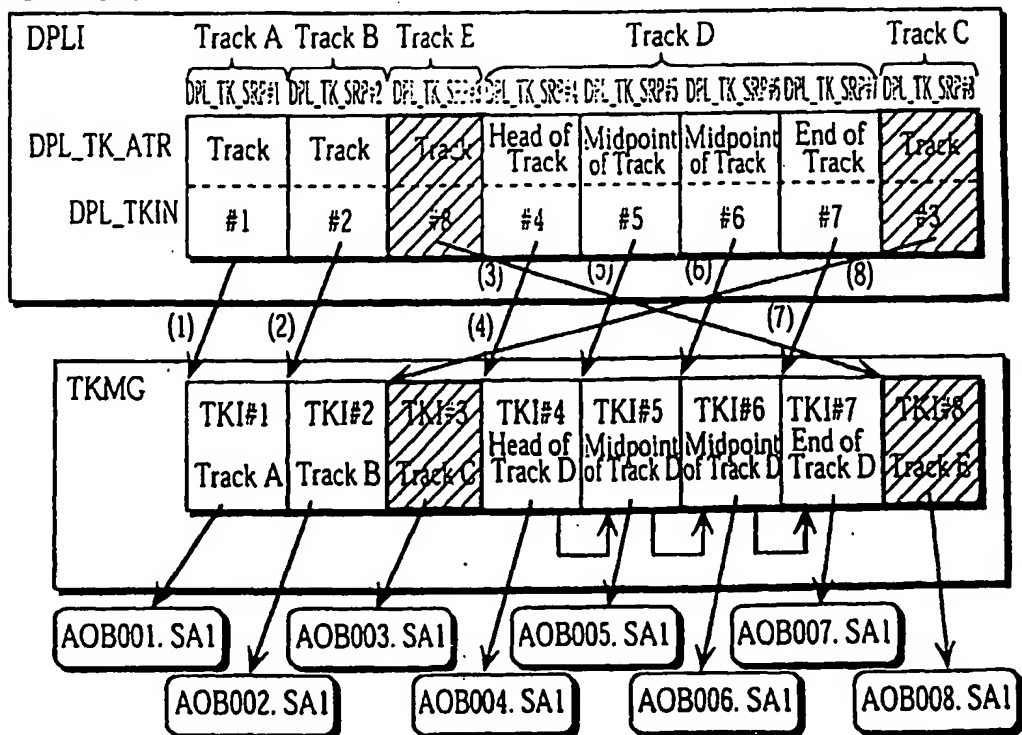 DPLI
Track A Track B Track E Track D Track C
DPL_TK_SRP#1 DPL_TK_SRP#2 DPL_TK_SRP#4 DPL_TK_SRP#5 DPL_TK_SRP#6 DPL_TK_SRP#7 DPL_TK_SRP#8
DPL_TK_ATR
Track Track Track Head of Track Midpoint of Track Midpoint of Track End of Track Track
DPL_TKIN
#1 #2 #8 #4 #5 #6 #7 #3
(3) (5) (6) (8)
(1) (2) (4) (7)
TKMG
TKI#1 TKI#2 TKI#3 TKI#4 TKI#5 TKI#6 TKI#7 TKI#8
Track A Track B Track C Head of Track D Midpoint of Track D Midpoint of Track D End of Track D Track E
AOB001. SA1 AOB003. SA1 AOB005. SA1 AOB007. SA1
AOB002. SA1 AOB004. SA1 AOB006. SA1 AOB008. SA1